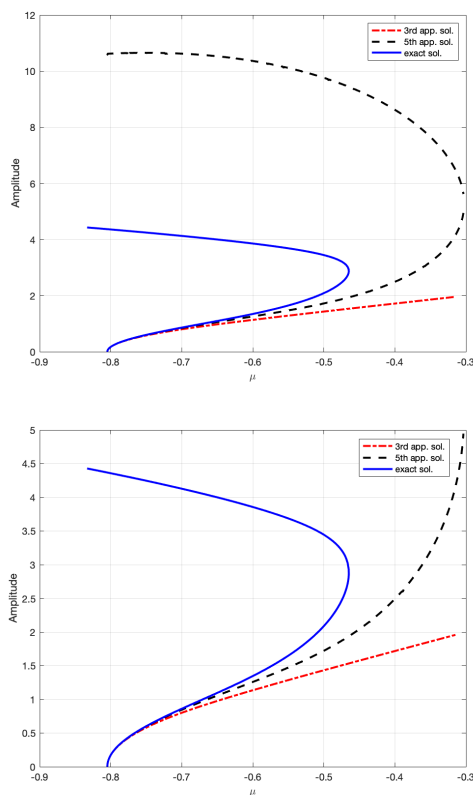 12
10
8
6
4
2
0
Amplitude
3rd app. sol.
5th app. sol.
exact sol.
-0.9 -0.8 -0.7 -0.6 -0.5 -0.4 -0.3
μ
5
4.5
4
3.5
3
2.5
2
1.5
1
0.5
0
Amplitude
3rd app. sol.
5th app. sol.
exact sol.
-0.9 -0.8 -0.7 -0.6 -0.5 -0.4 -0.3
μ